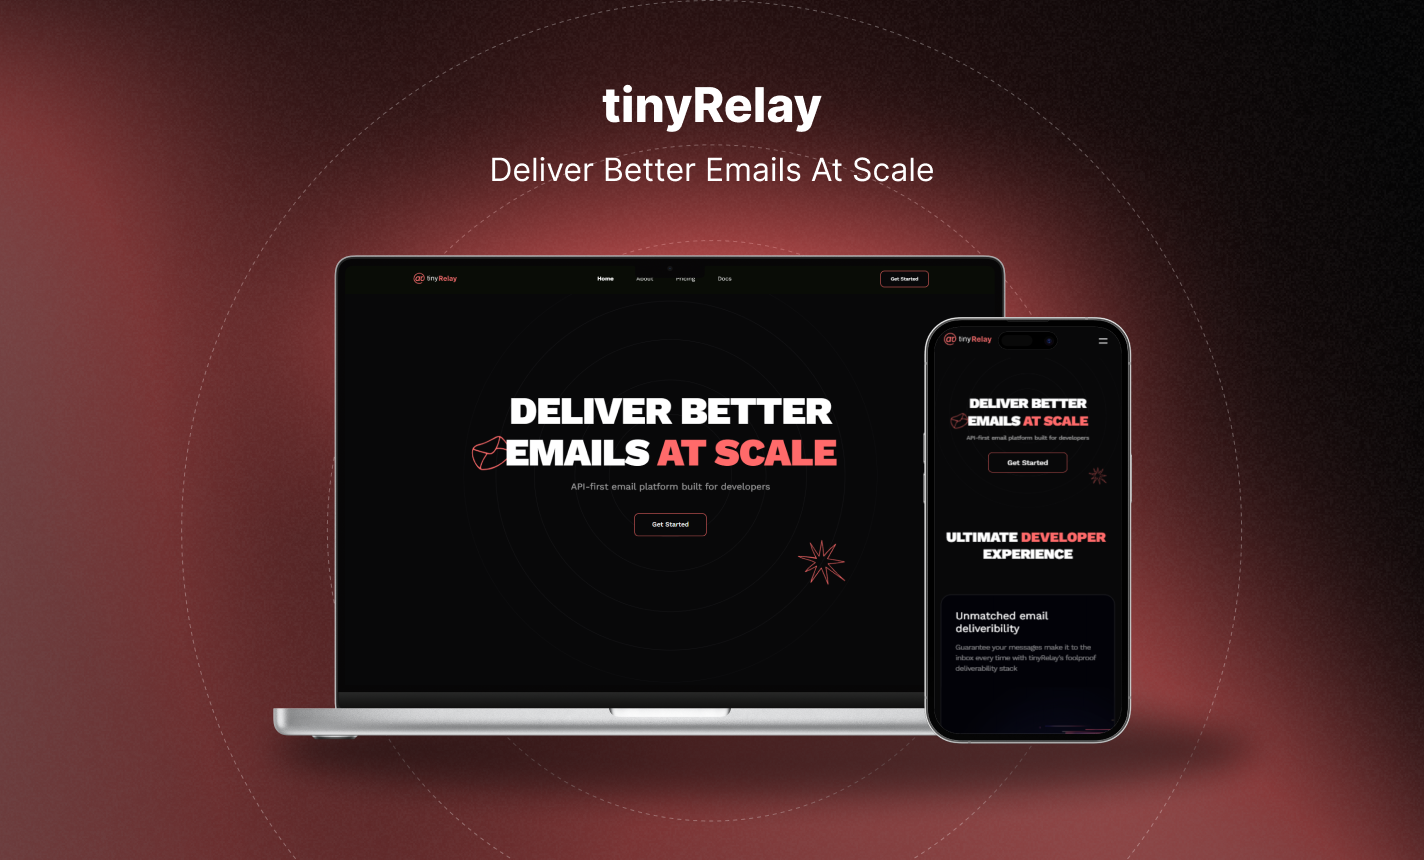 tinyRelay
Deliver Better Emails At Scale
tinyRelay
Home About Pricing Docs
Get Started
DELIVER BETTER
EMAILS AT SCALE
API-first email platform built for developers
Get Started
tinyRelay
DELIVER BETTER
EMAILS AT SCALE
API-first email platform built for developers
Get Started
ULTIMATE DEVELOPER
EXPERIENCE
Unmatched email
deliveribility
Guarantee your messages make it to the
inbox every time with tinyRelay's foolproof
deliverability stack